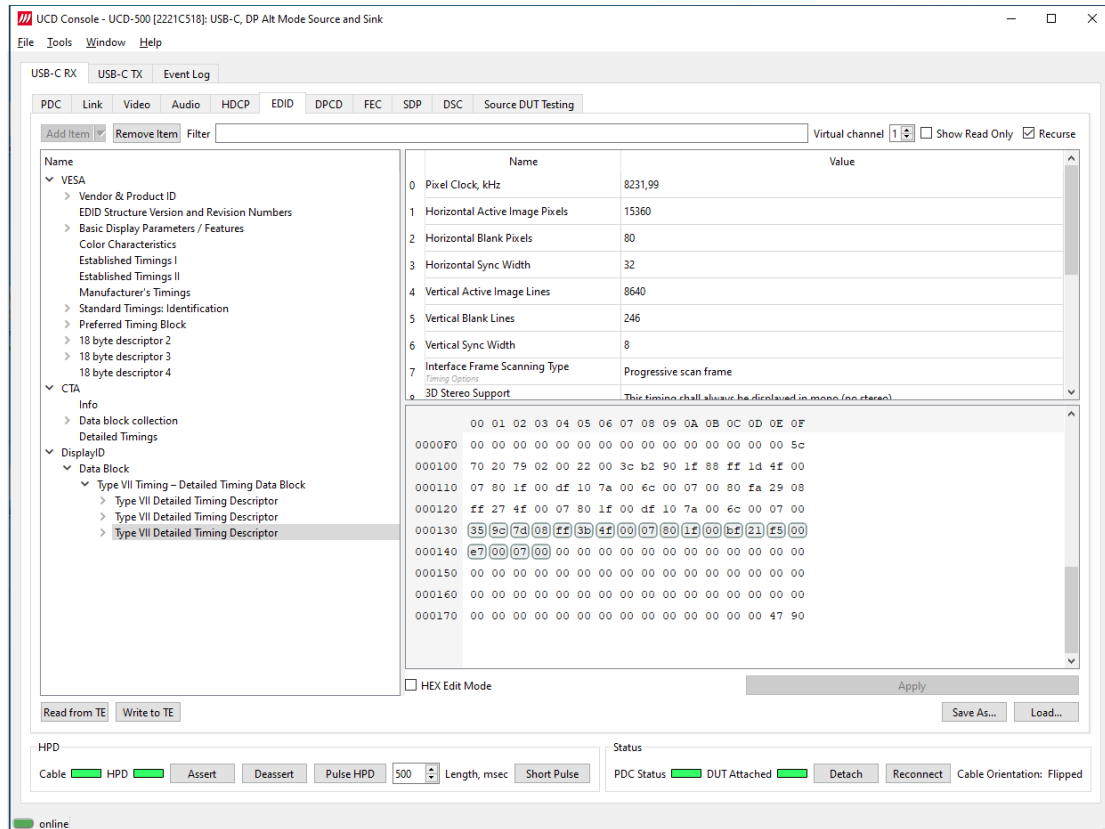 UCD Console - UCD-500 [2221C518]: USB-C, DP Alt Mode Source and Sink
File Tools Window Help
USB-C RX USB-C TX Event Log
PDC Link Video Audio HDCP EDID DPCD FEC SDP DSC Source DUT Testing
Add Item Remove Item Filter Virtual channel 1 Show Read Only Recurse
Name
VESA
Vendor & Product ID
EDID Structure Version and Revision Numbers
Basic Display Parameters / Features
Color Characteristics
Established Timings I
Established Timings II
Manufacturer's Timings
Standard Timings: Identification
Preferred Timing Block
18 byte descriptor 2
18 byte descriptor 3
18 byte descriptor 4
CTA
Info
Data block collection
Detailed Timings
DisplayID
Data Block
Type VII Timing – Detailed Timing Data Block
Type VII Detailed Timing Descriptor
Type VII Detailed Timing Descriptor
Type VII Detailed Timing Descriptor
Name Value
0 Pixel Clock, kHz 8231,99
1 Horizontal Active Image Pixels 15360
2 Horizontal Blank Pixels 80
3 Horizontal Sync Width 32
4 Vertical Active Image Lines 8640
5 Vertical Blank Lines 246
6 Vertical Sync Width 8
7 Interface Frame Scanning Type Progressive scan frame
Timing Options
8 3D Stereo Support This timing shall always be displayed in mono (no stereo)
00 01 02 03 04 05 06 07 08 09 0A 0B 0C 0D 0E 0F
0000F0 00 00 00 00 00 00 00 00 00 00 00 00 00 00 00 5c
000100 70 20 79 02 00 22 00 3c b2 90 1f 88 ff 1d 4f 00
000110 07 80 1f 00 df 10 7a 00 6c 00 07 00 80 fa 29 08
000120 ff 27 4f 00 07 80 1f 00 df 10 7a 00 6c 00 07 00
000130 35 9c 7d 08 ff 3b 4f 00 07 80 1f 00 bf 21 f5 00
000140 e7 00 07 00 00 00 00 00 00 00 00 00 00 00 00 00
000150 00 00 00 00 00 00 00 00 00 00 00 00 00 00 00 00
000160 00 00 00 00 00 00 00 00 00 00 00 00 00 00 00 00
000170 00 00 00 00 00 00 00 00 00 00 00 00 00 00 47 90
HEX Edit Mode Apply
Read from TE Write to TE Save As... Load...
HPD Status
Cable HPD Assert Deassert Pulse HPD 500 Length, msec Short Pulse PDC Status DUT Attached Detach Reconnect Cable Orientation: Flipped
online